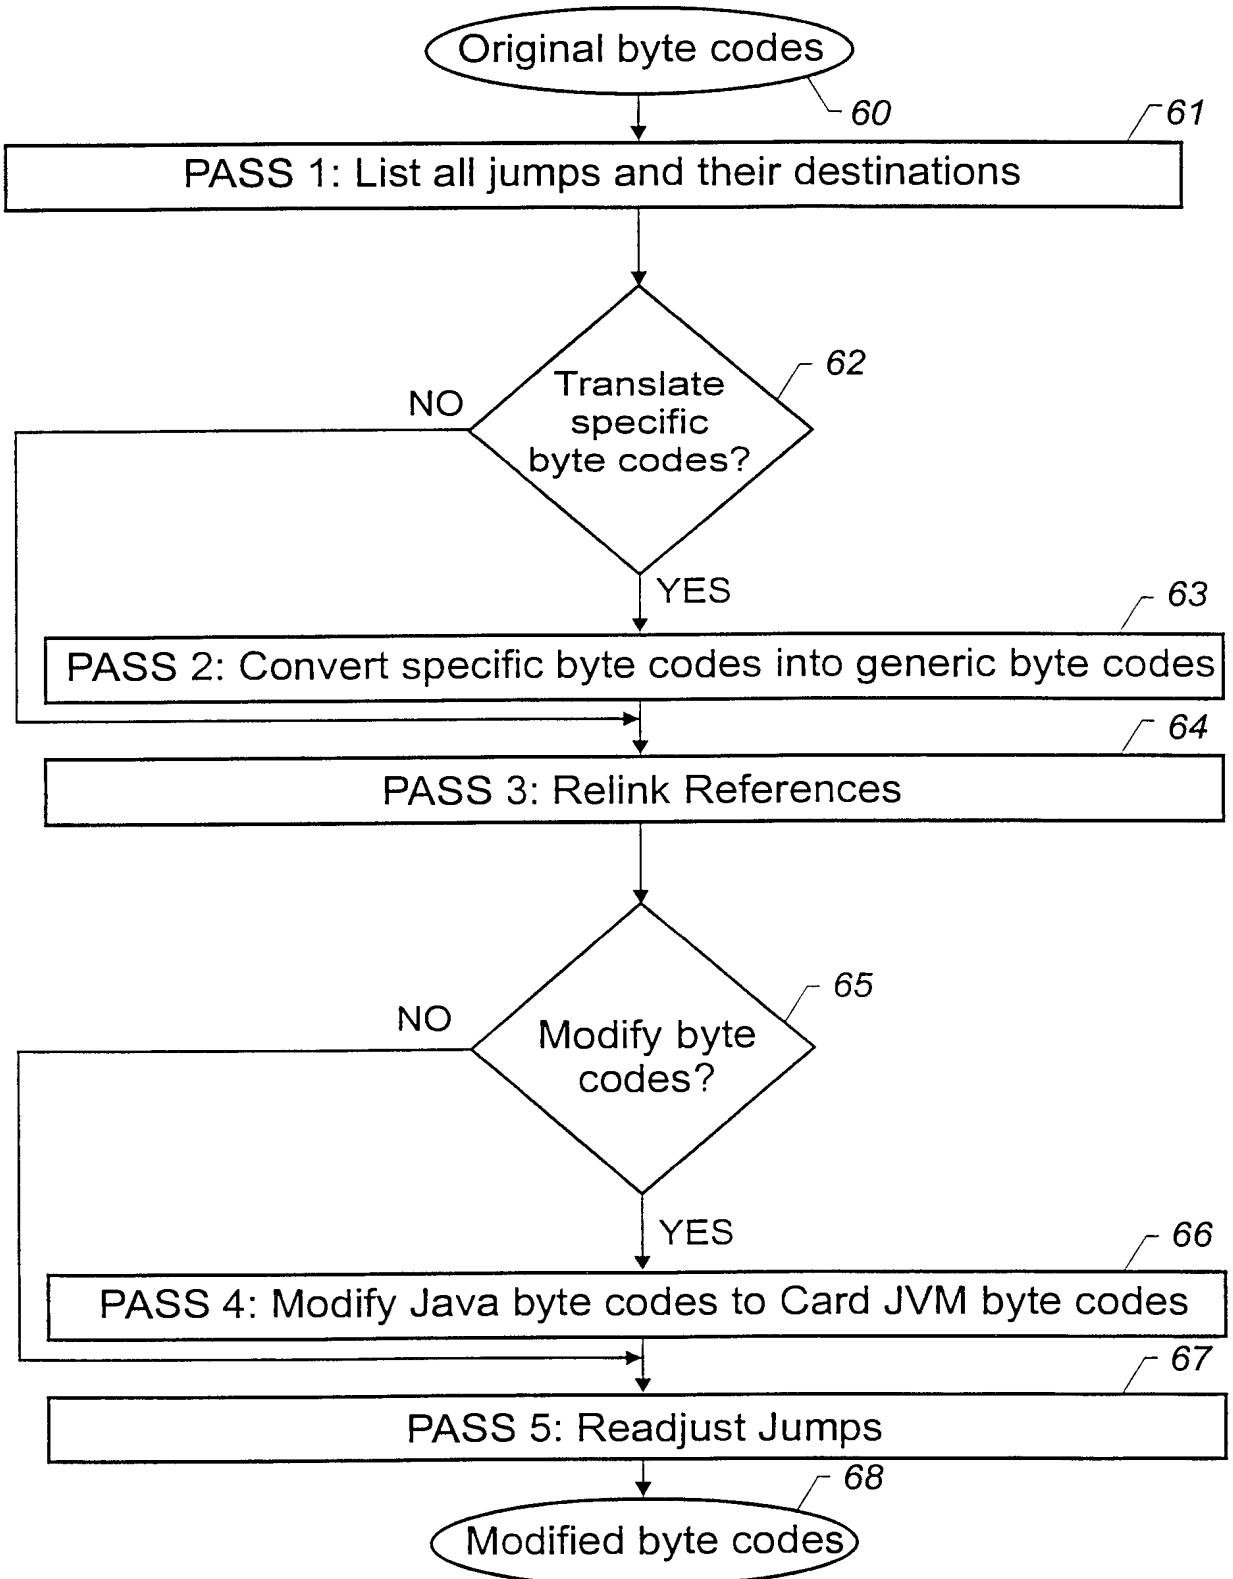 Original byte codes
60
61
PASS 1: List all jumps and their destinations
62
Translate
specific
byte codes?
NO
YES
63
PASS 2: Convert specific byte codes into generic byte codes
64
PASS 3: Relink References
65
NO
Modify byte
codes?
YES
66
PASS 4: Modify Java byte codes to Card JVM byte codes
67
PASS 5: Readjust Jumps
68
Modified byte codes